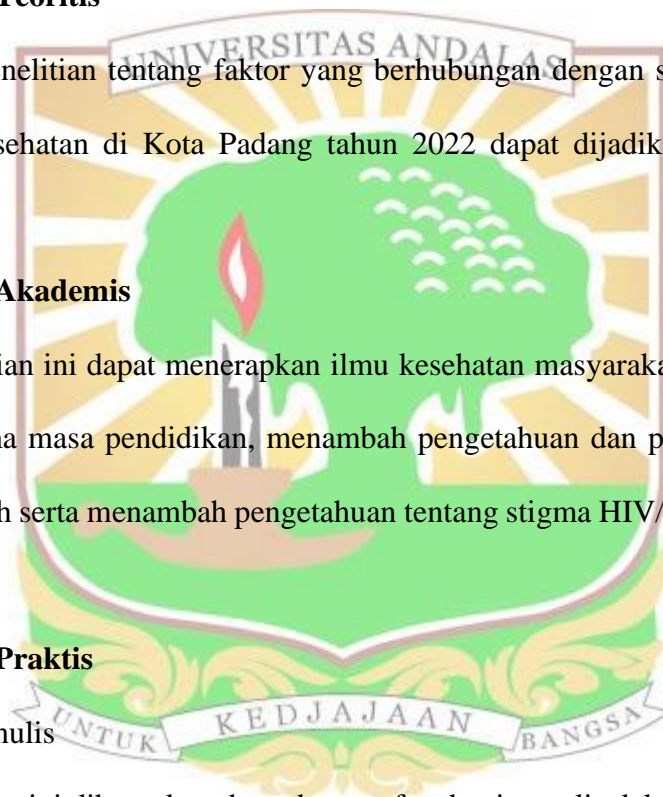 Teoritis
UNIVERSITAS ANDALAS
enelitian tentang faktor yang berhubungan dengan s
sehatan di Kota Padang tahun 2022 dapat dijadik
Akademis
ian ini dapat menerapkan ilmu kesehatan masyaraka
na masa pendidikan, menambah pengetahuan dan p
h serta menambah pengetahuan tentang stigma HIV/
Praktis
nulis
UNTUK KEDJAJAAN BANGSA